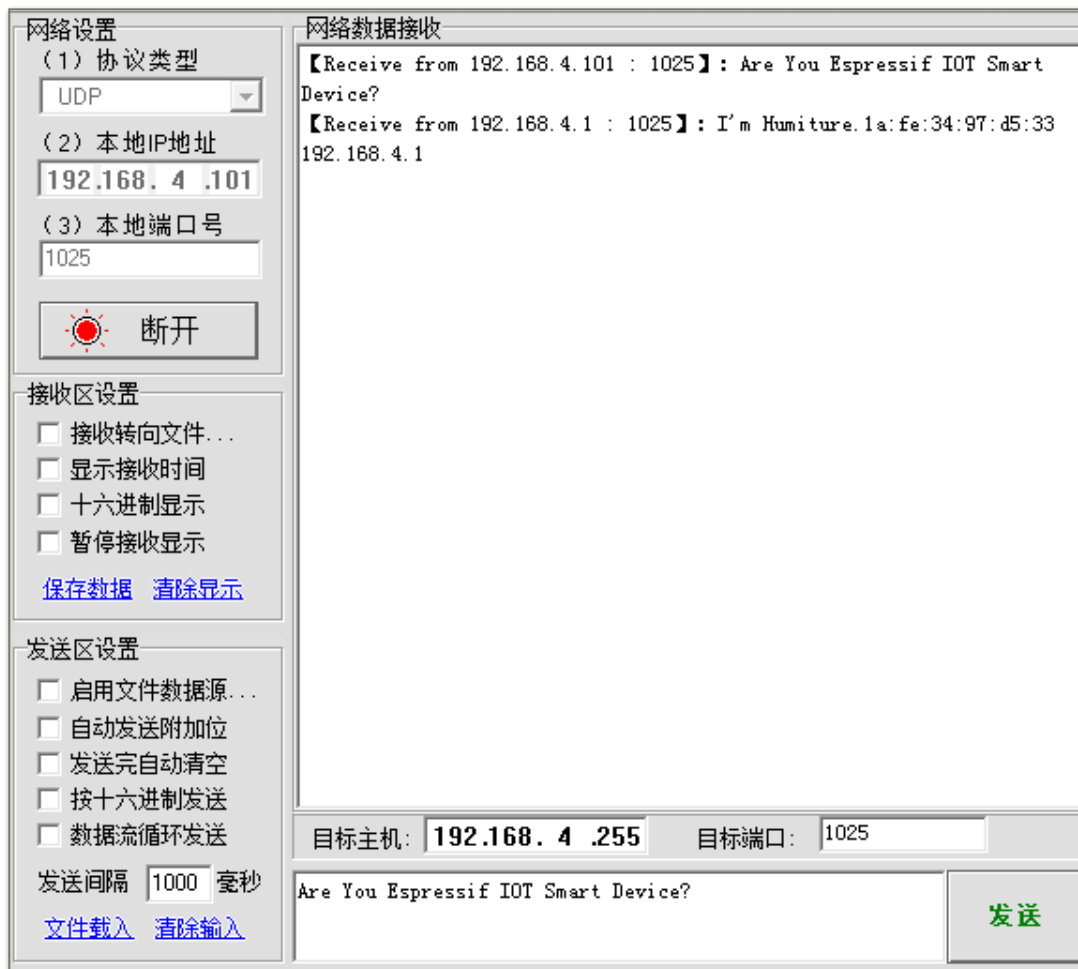 网络设置
(1) 协议类型
UDP
(2) 本地IP地址
192.168. 4 .101
(3) 本地端口号
1025
断开
接收区设置
接收转向文件...
显示接收时间
十六进制显示
暂停接收显示
保存数据 清除显示
发送区设置
启用文件数据源...
自动发送附加位
发送完自动清空
按十六进制发送
数据流循环发送
发送间隔 1000 毫秒
文件载入 清除输入
网络数据接收
【Receive from 192.168.4.101 : 1025】: Are You Espressif IOT Smart
Device?
【Receive from 192.168.4.1 : 1025】: I'm Humiture.1a:fe:34:97:d5:33
192.168.4.1
目标主机: 192.168. 4 .255 目标端口: 1025
Are You Espressif IOT Smart Device?
发送